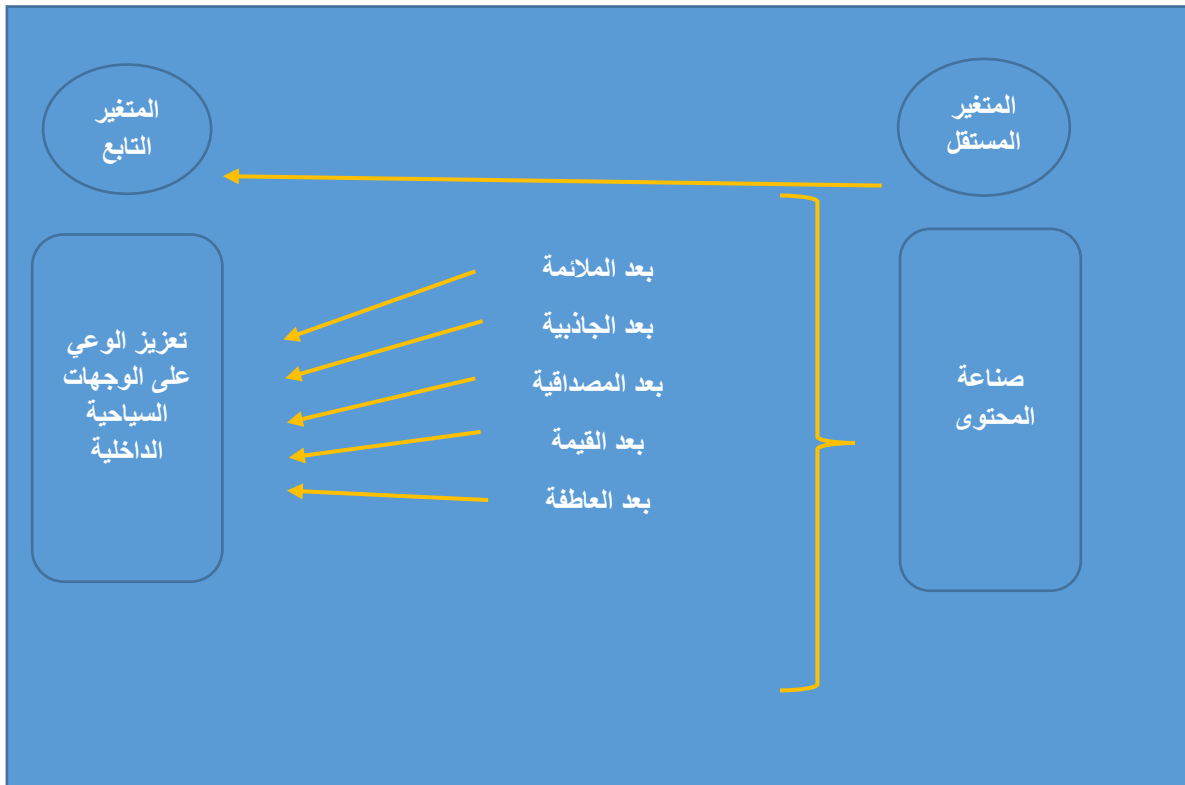 المتغير
المستقل
المتغير
التابع
صناعة
المحتوى
بعد الملائمة
بعد الجاذبية
بعد المصداقية
بعد القيمة
بعد العاطفة
تعزيز الوعي
على الوجهات
السياحية
الداخلية